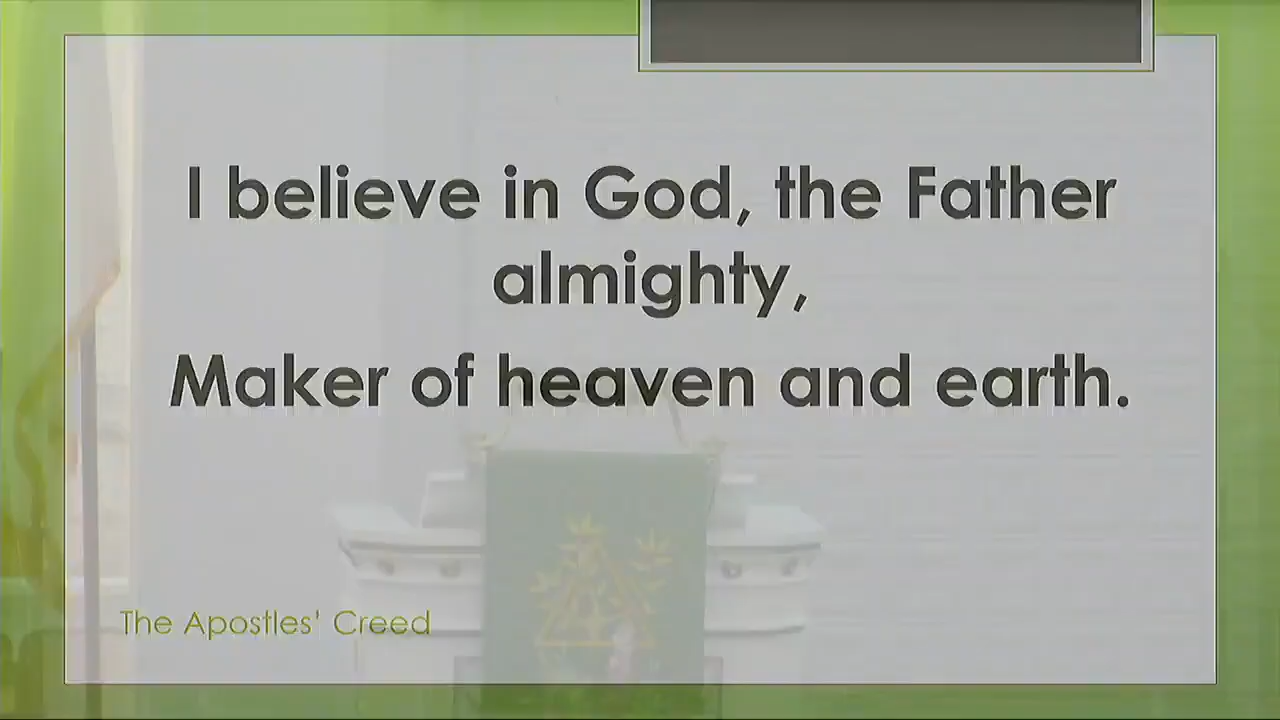 I believe in God, the Father
almighty,
Maker of heaven and earth.
The Apostles' Creed